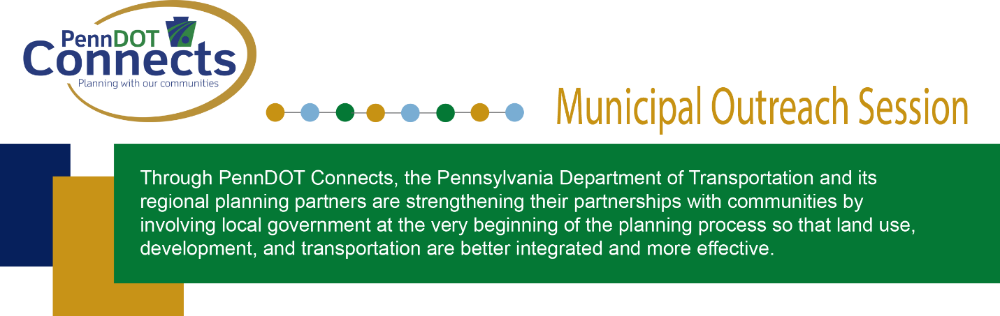 PennDOT
Connects
Planning with our communities
Municipal Outreach Session
Through PennDOT Connects, the Pennsylvania Department of Transportation and its
regional planning partners are strengthening their partnerships with communities by
involving local government at the very beginning of the planning process so that land use,
development, and transportation are better integrated and more effective.